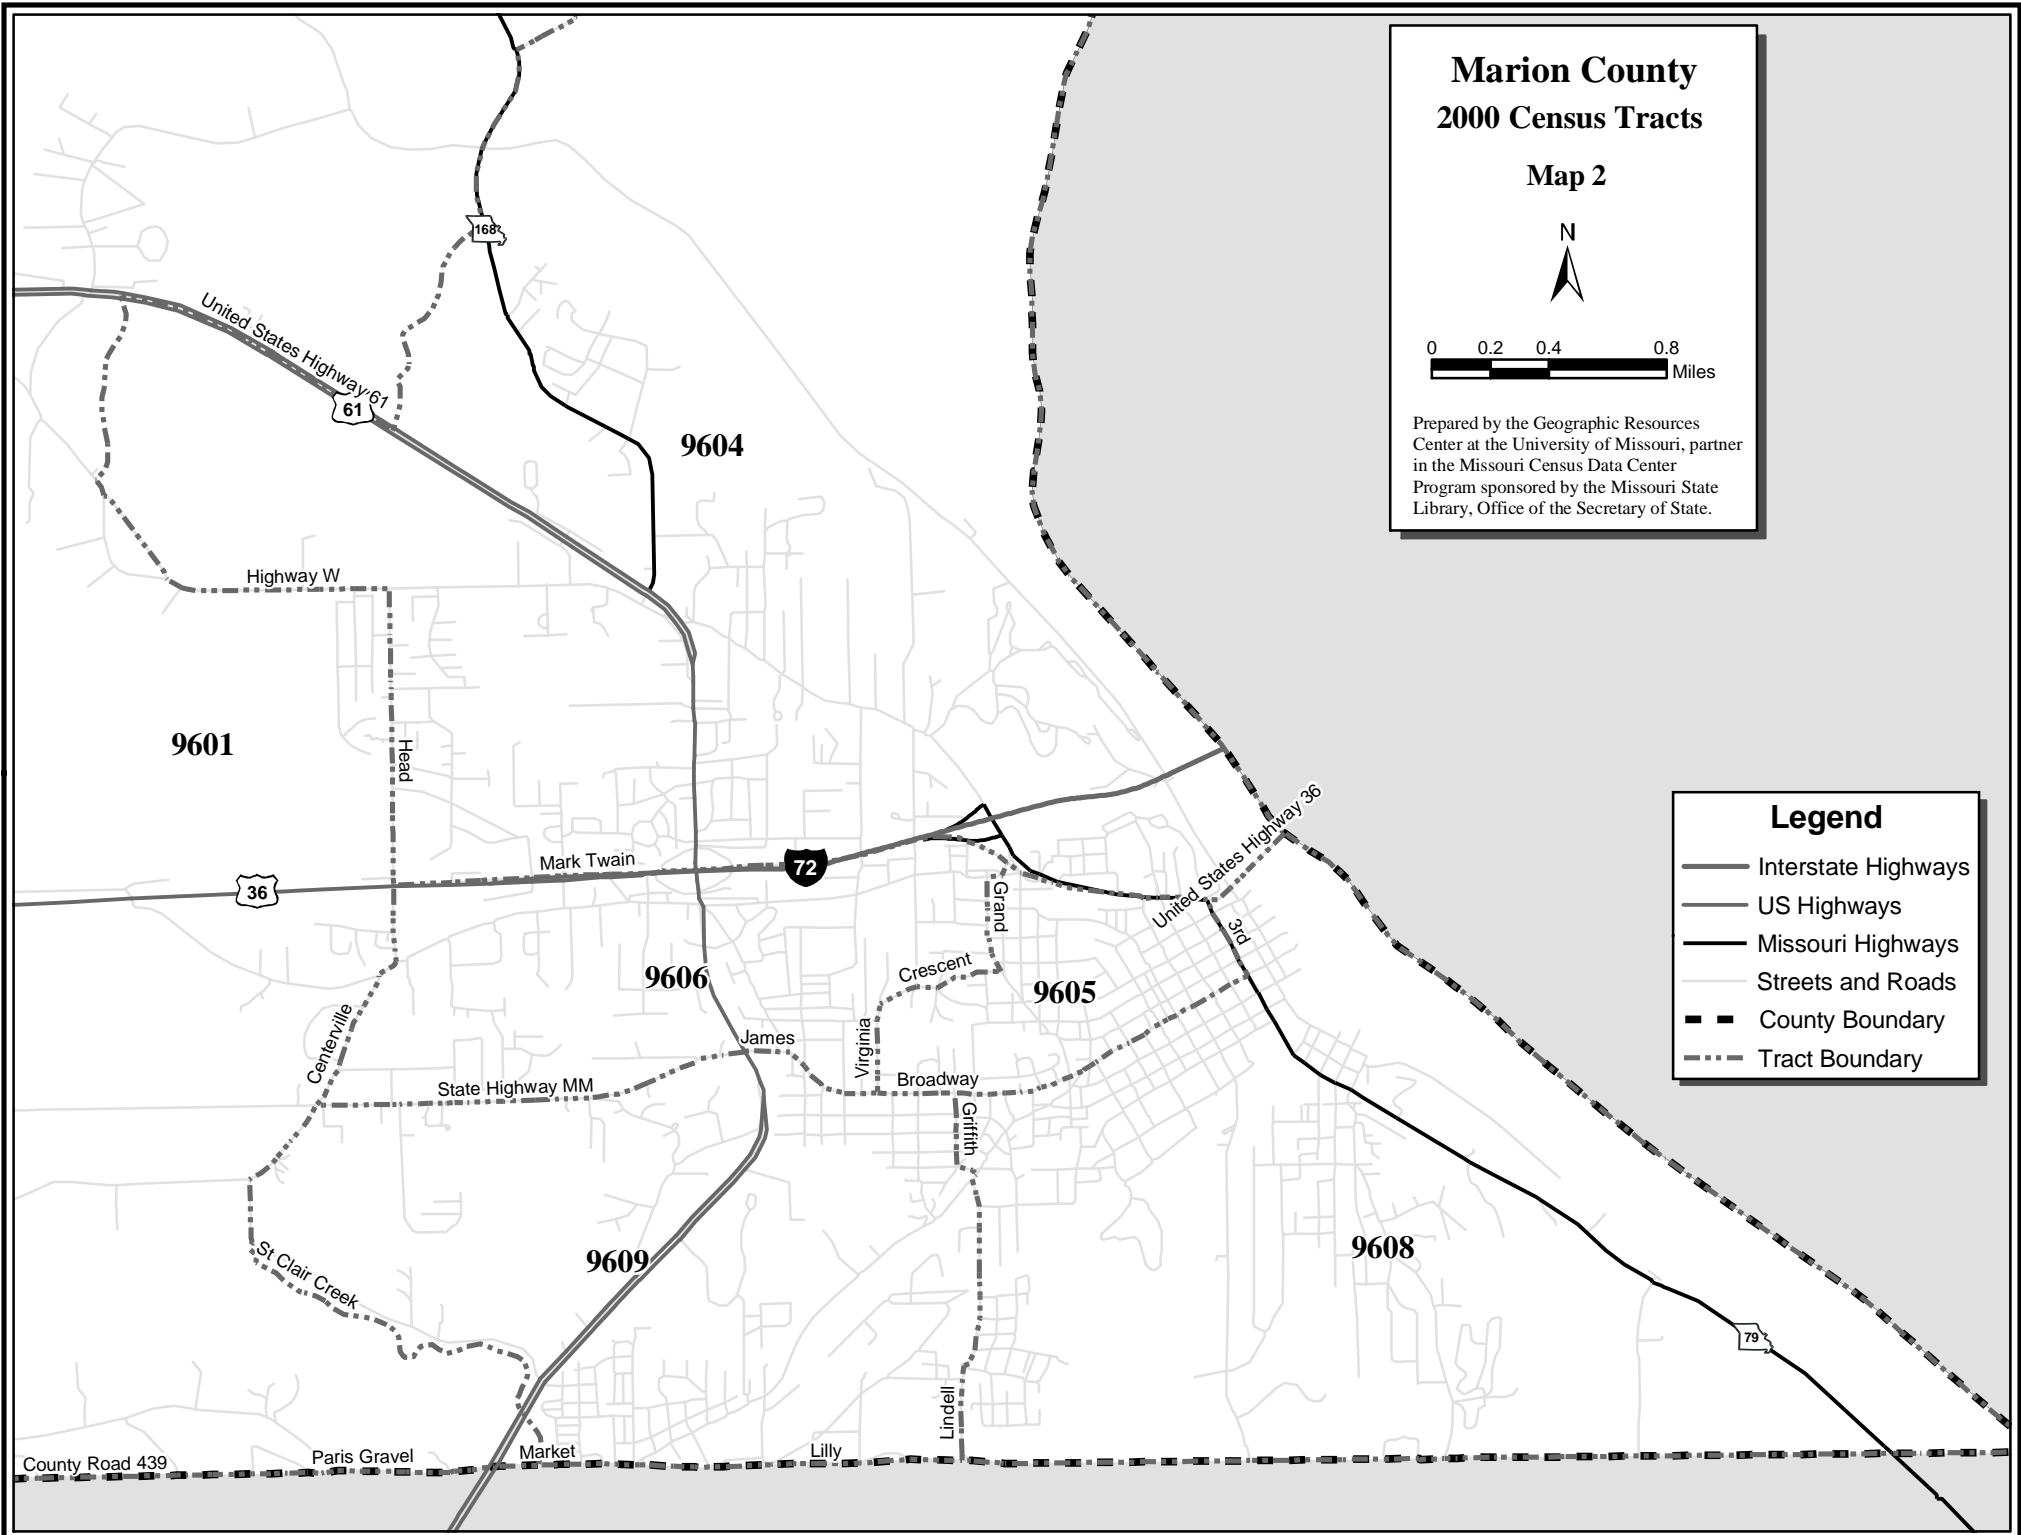 Marion County
2000 Census Tracts
Map 2
N
0 0.2 0.4 0.8
Miles
Prepared by the Geographic Resources
Center at the University of Missouri, partner
in the Missouri Census Data Center
Program sponsored by the Missouri State
Library, Office of the Secretary of State.
168
United States Highway 61
61
9604
Highway W
9601
Head
Mark Twain
72
36
United States Highway 36
Grand
3rd
Crescent
9606
9605
Centerville
James
Virginia
State Highway MM
Broadway
Griffith
St Clair Creek
9609
9608
79
Lindell
County Road 439
Paris Gravel
Market
Lilly
Legend
Interstate Highways
US Highways
Missouri Highways
Streets and Roads
County Boundary
Tract Boundary